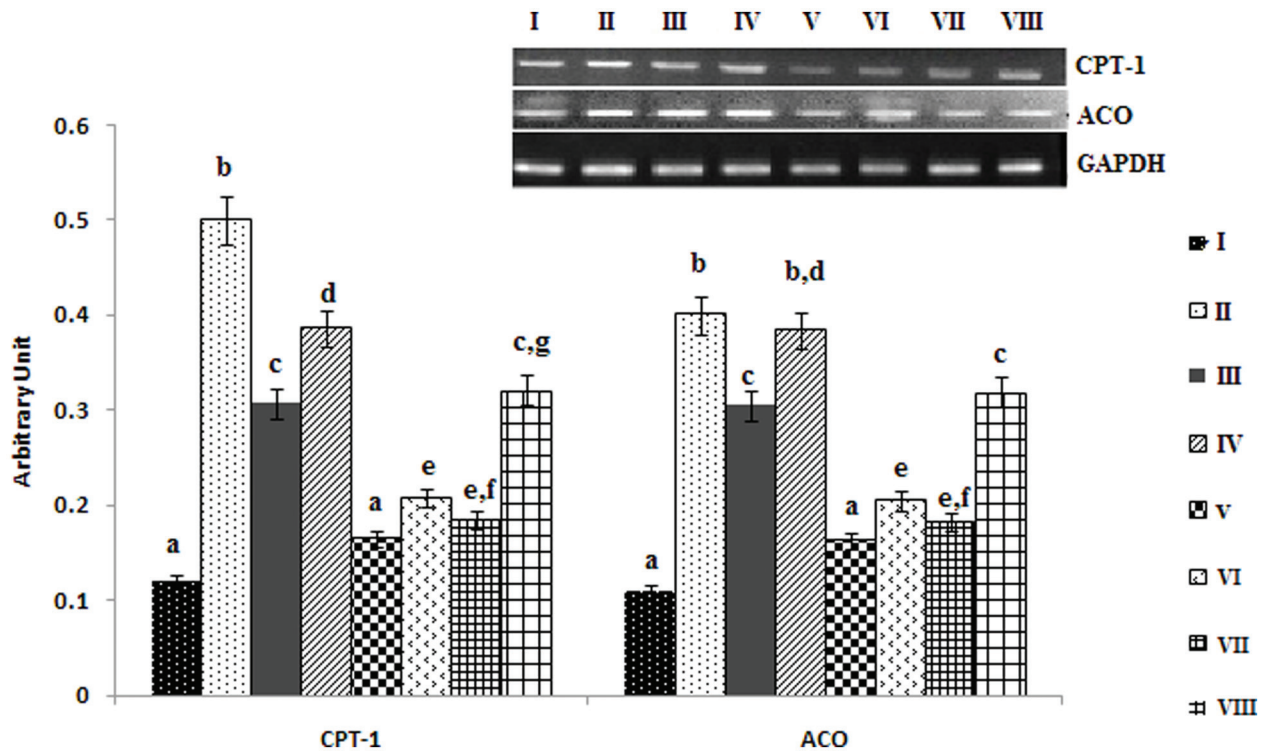 I II III IV V VI VII VIII
CPT-1
ACO
GAPDH
Arbitrary Unit
0.6
0.5
0.4
0.3
0.2
0.1
0
a b c d a e e,f c,g
a b c b,d a e e,f c
CPT-1 ACO
I
II
III
IV
V
VI
VII
VIII